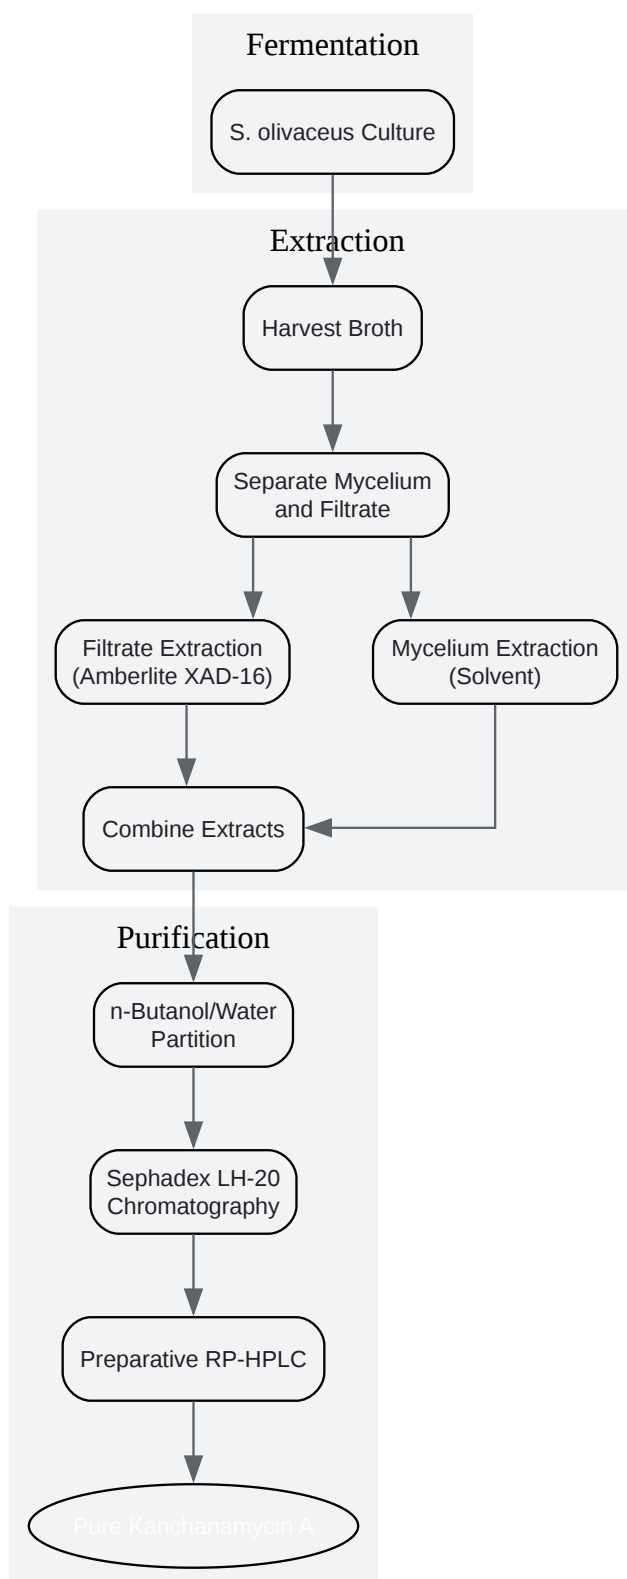 Fermentation
S. olivaceus Culture
Extraction
Harvest Broth
Separate Mycelium
and Filtrate
Filtrate Extraction
(Amberlite XAD-16)
Mycelium Extraction
(Solvent)
Combine Extracts
Purification
n-Butanol/Water
Partition
Sephadex LH-20
Chromatography
Preparative RP-HPLC
Pure Kanchanamycin A